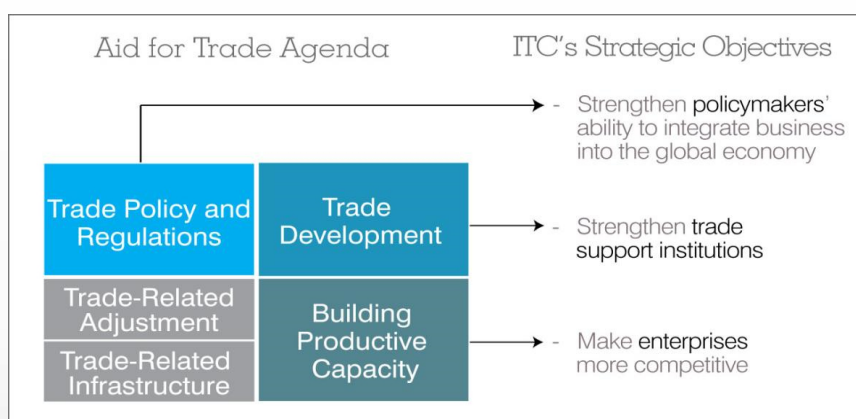 Aid for Trade Agenda
ITC's Strategic Objectives
- Strengthen policymakers'
ability to integrate business
into the global economy
Trade Policy and
Regulations
Trade
Development
- Strengthen trade
support institutions
Trade-Related
Adjustment
Trade-Related
Infrastructure
Building
Productive
Capacity
- Make enterprises
more competitive